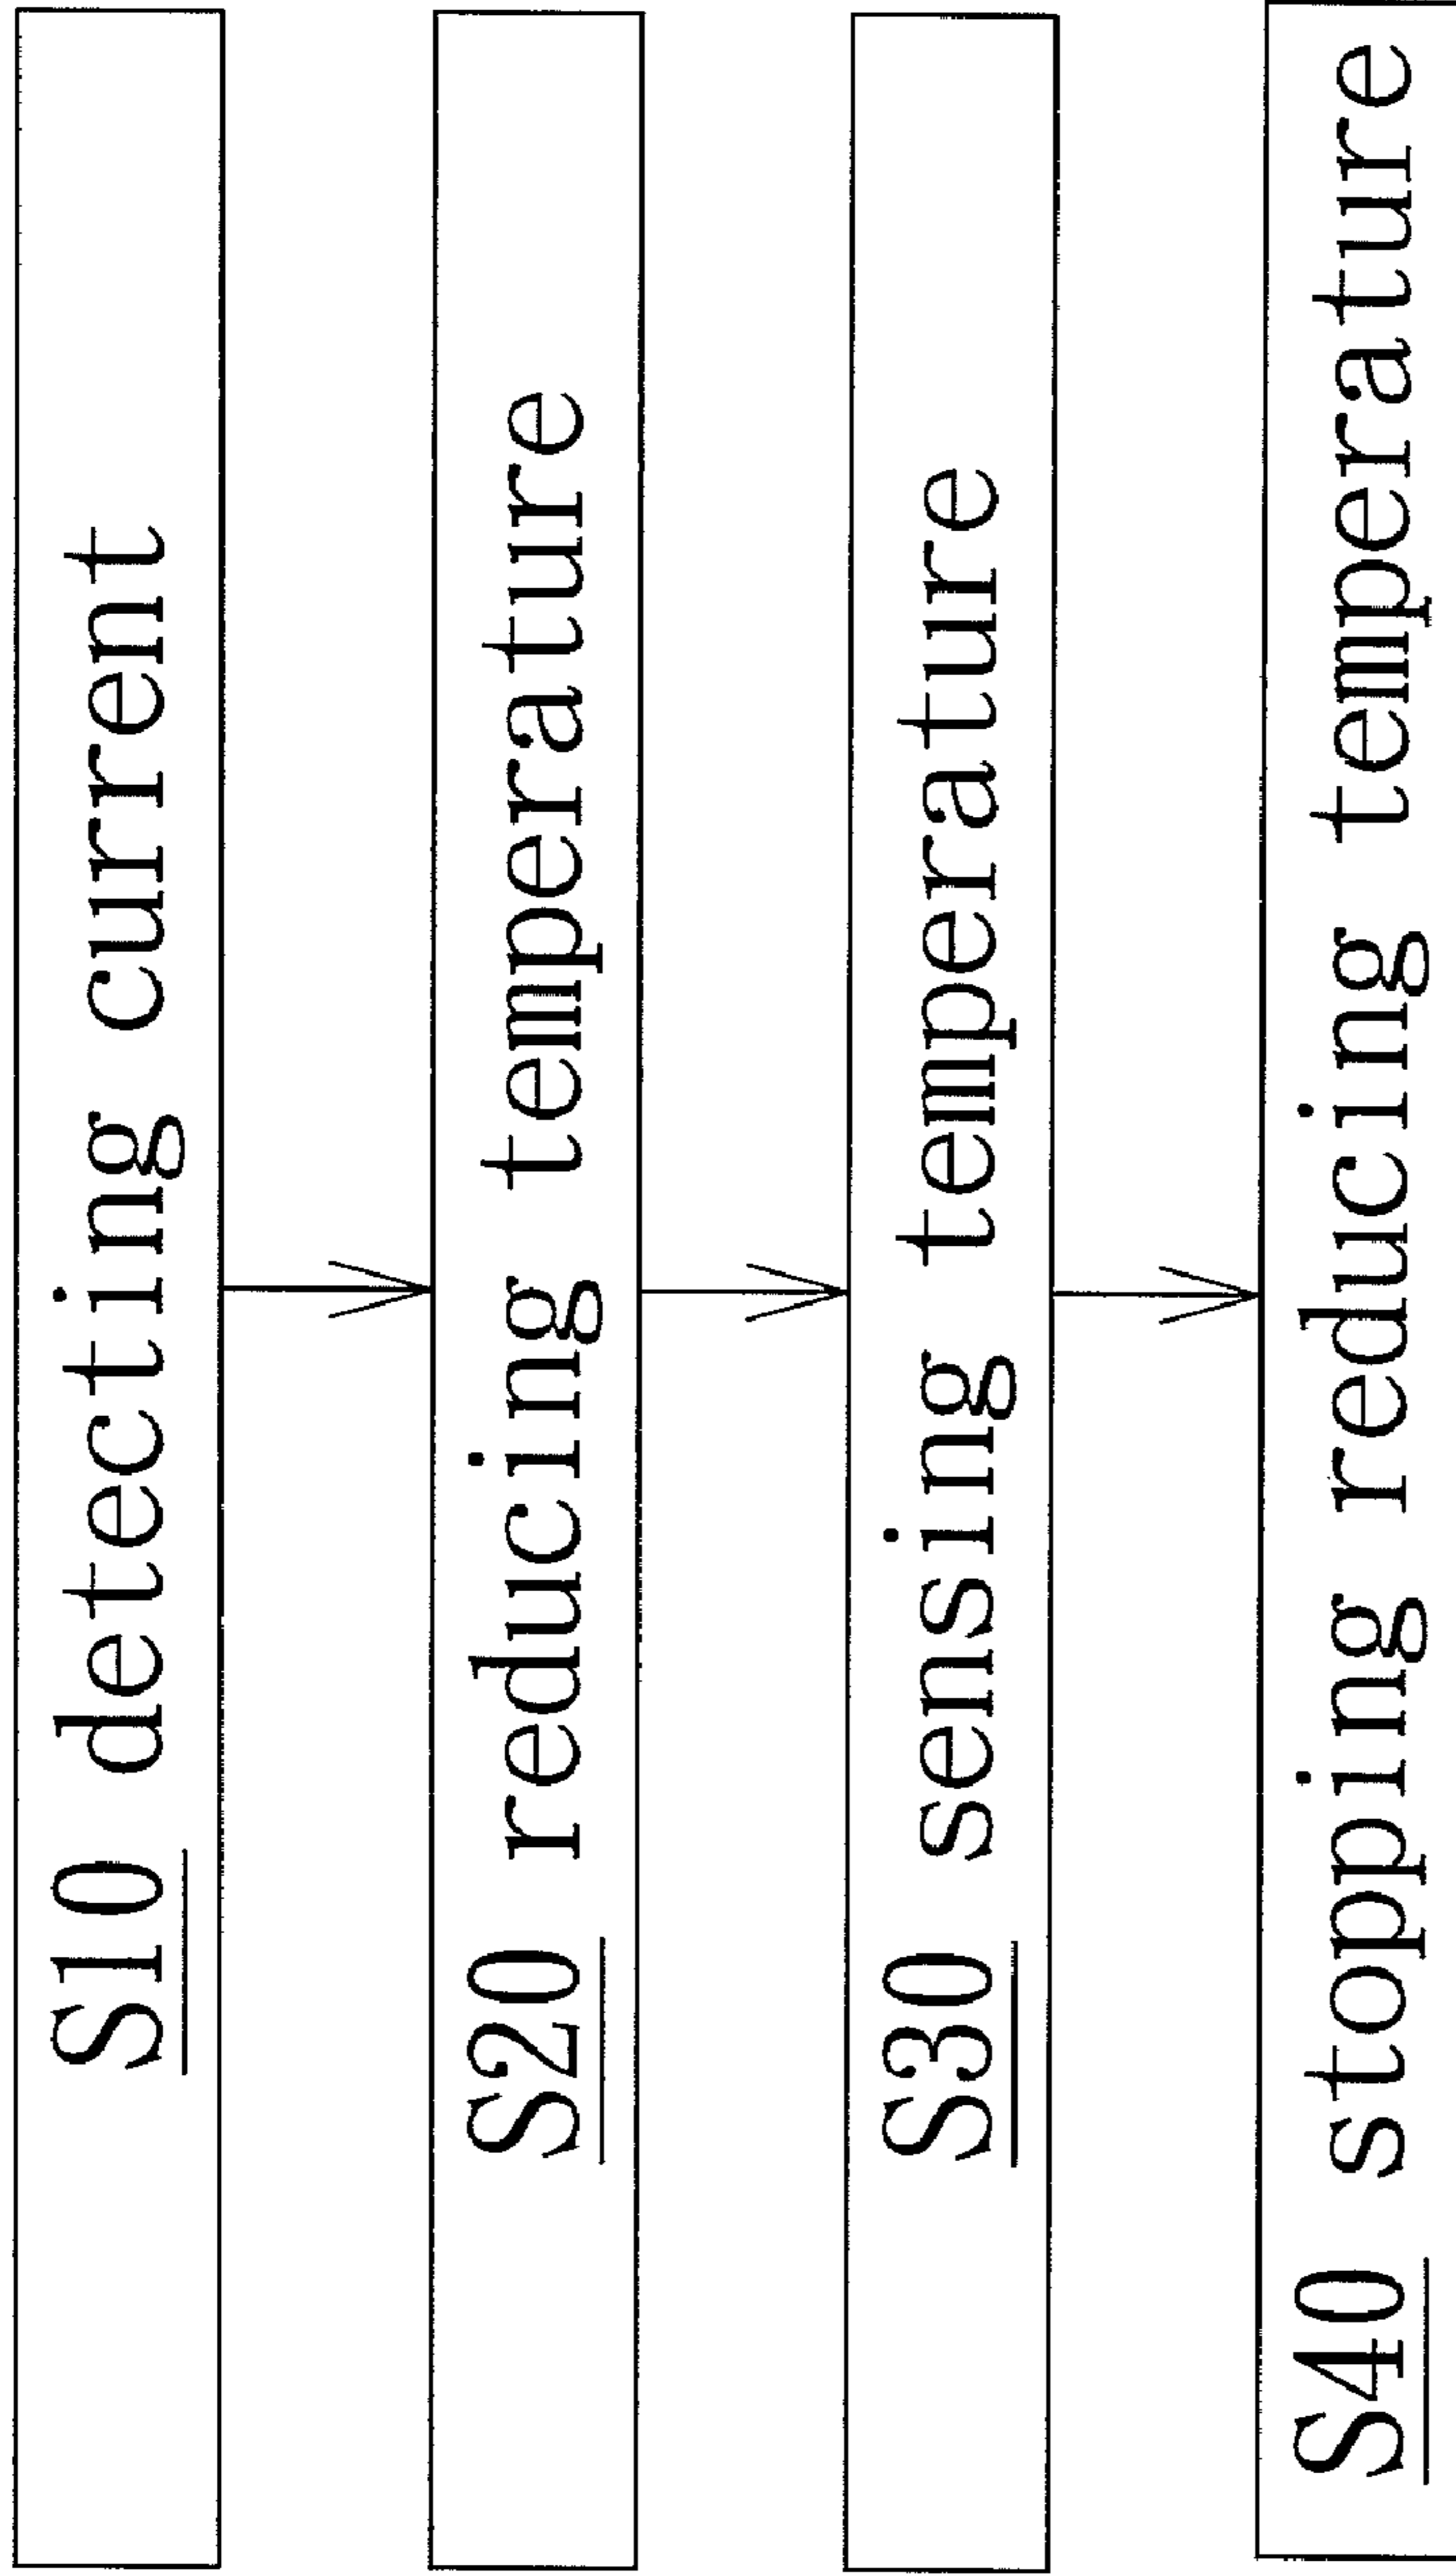 S10 detecting current
S20 reducing temperature
S30 sensing temperature
S40 stopping reducing temperature